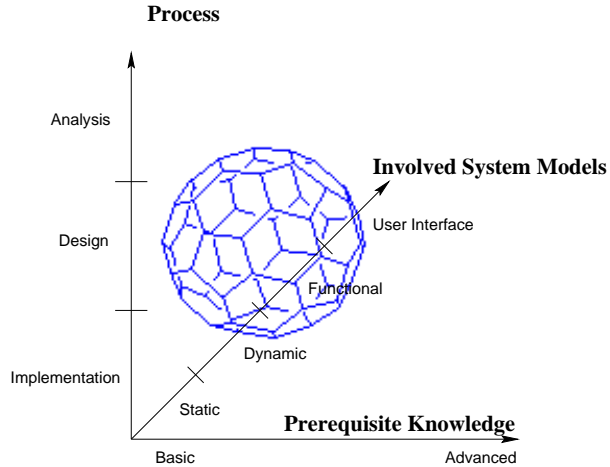 Process
Analysis
Involved System Models
User Interface
Design
Functional
Dynamic
Implementation
Static
Prerequisite Knowledge
Basic
Advanced